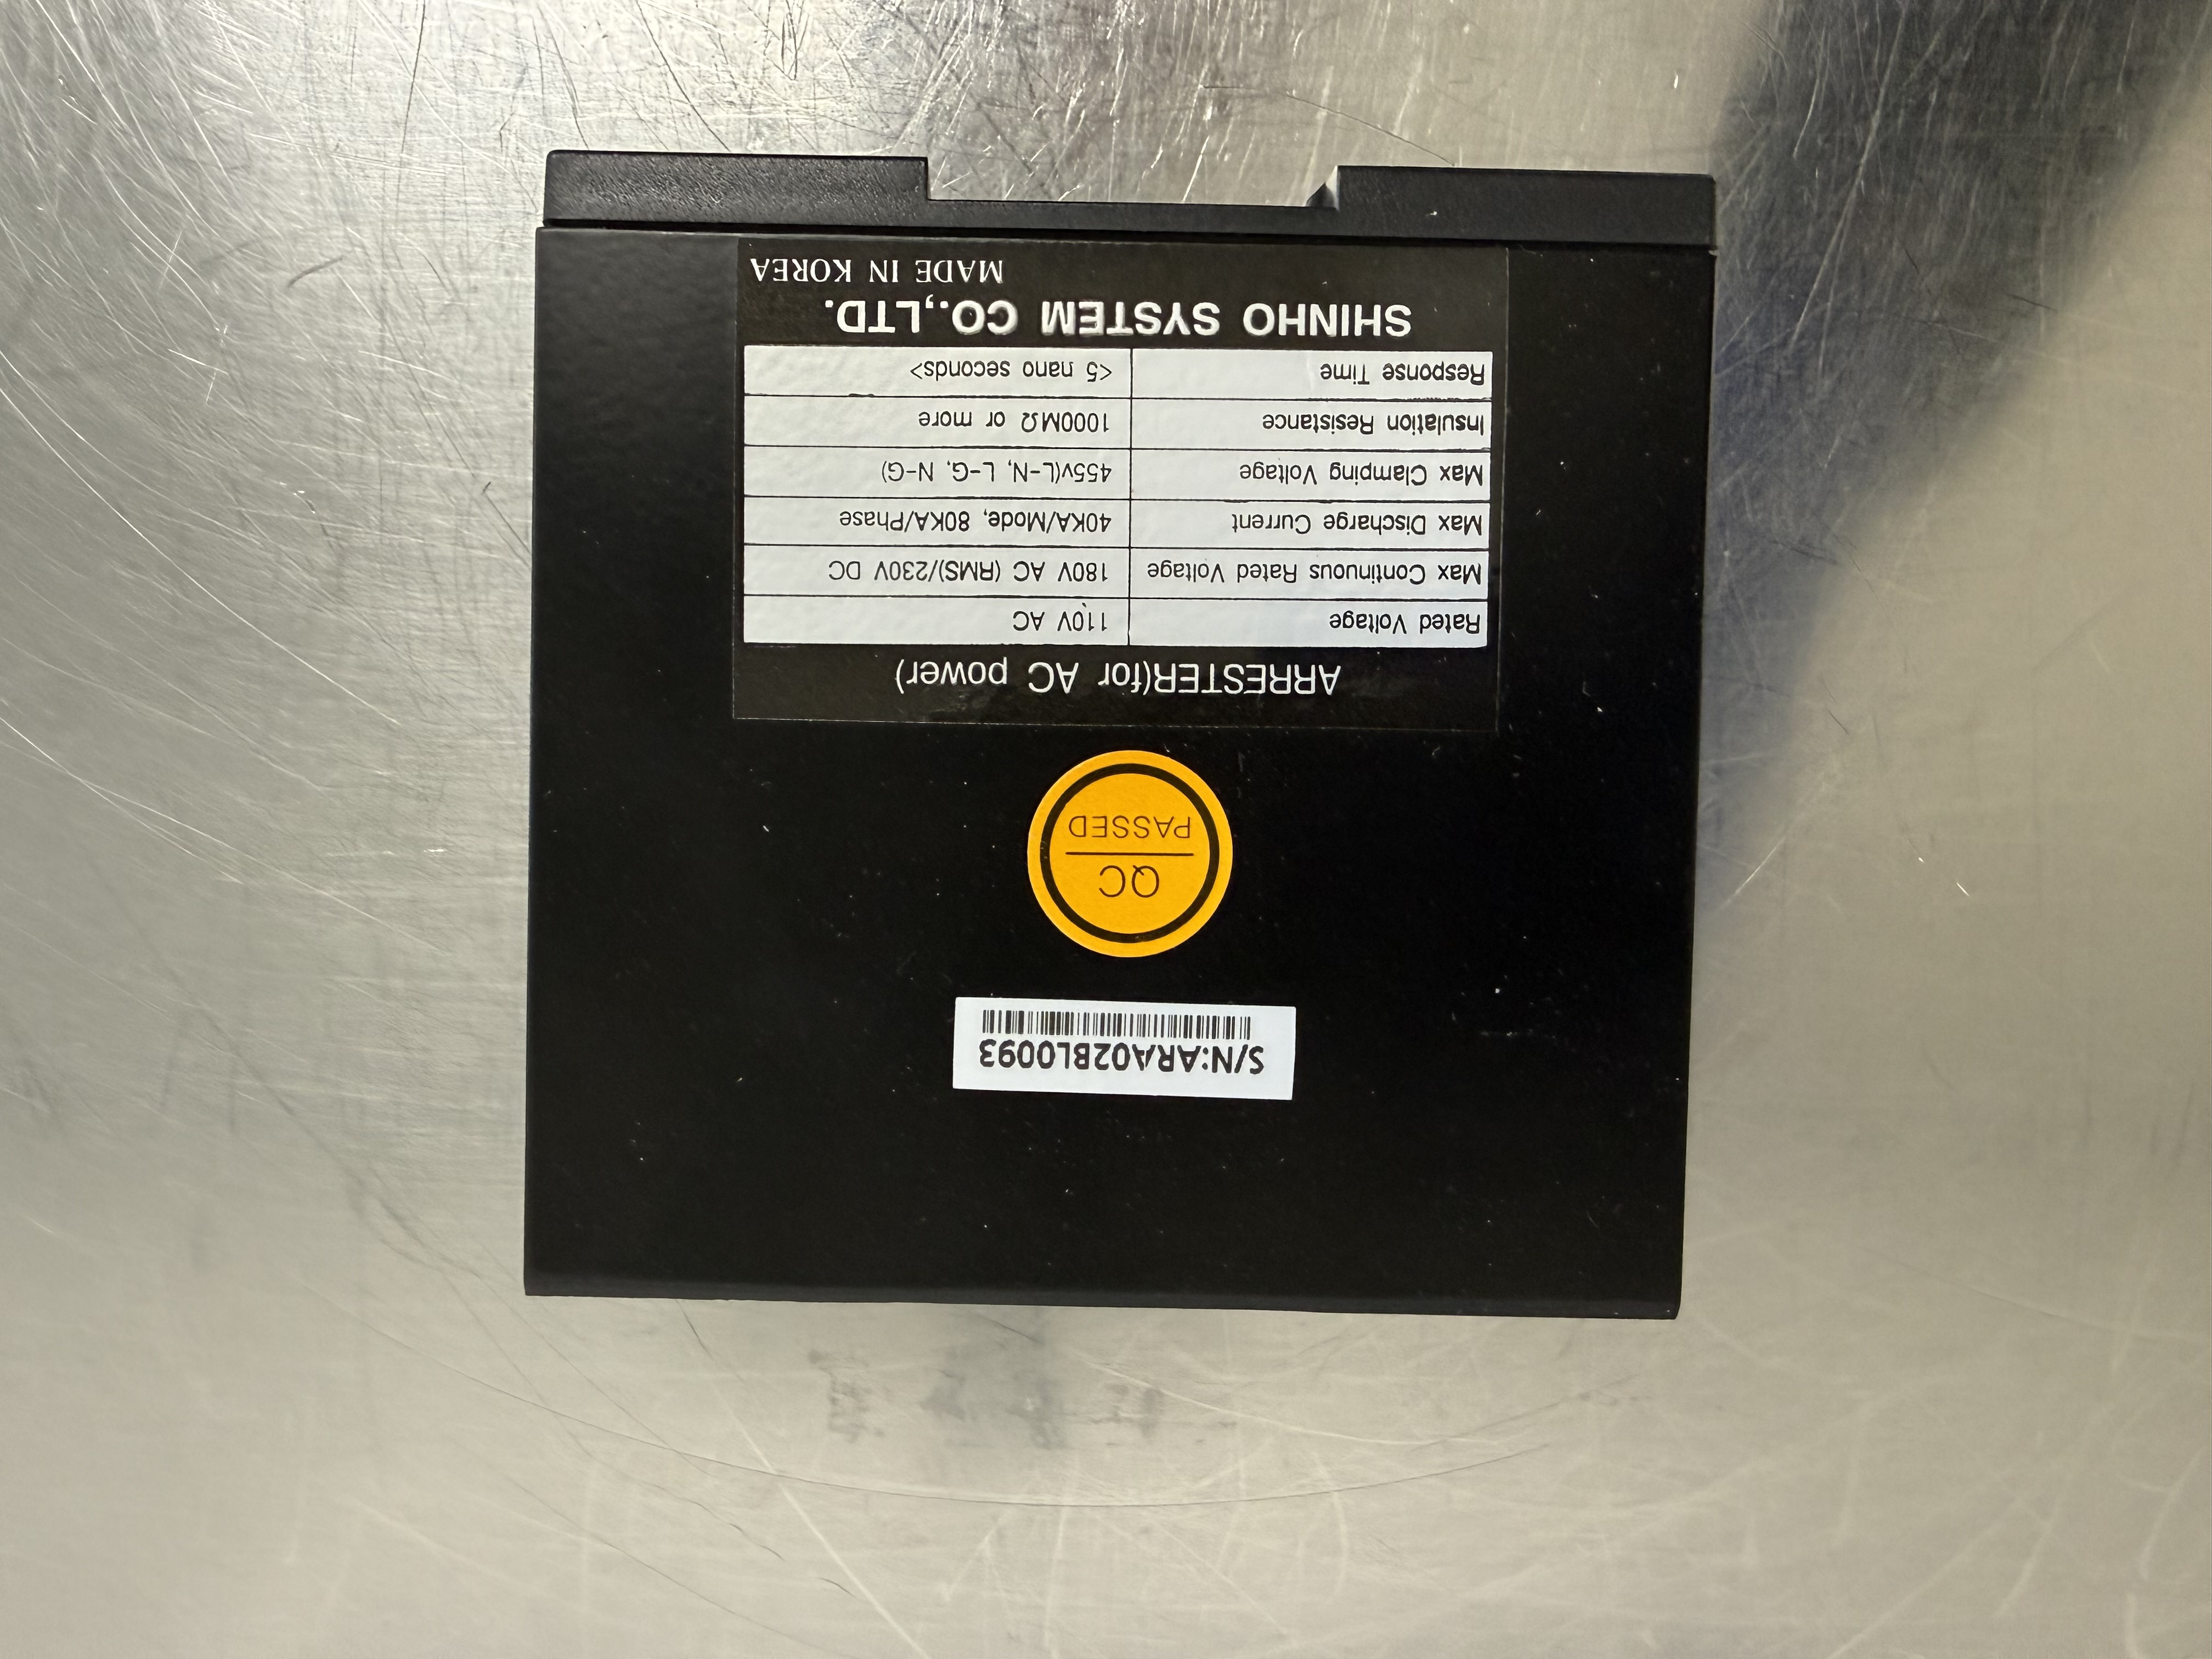 S/N:ARA02BL0093
QC
PASSED
ARRESTER(for AC power)
Rated Voltage 110V AC
Max Continuous Rated Voltage 180V AC (RMS)/230V DC
Max Discharge Current 40KA/Mode, 80KA/Phase
Max Clamping Voltage 455v(L-N, L-G, N-G)
Insulation Resistance 1000MΩ or more
Response Time <5 nano seconds>
SHINHO SYSTEM CO.,LTD.
MADE IN KOREA